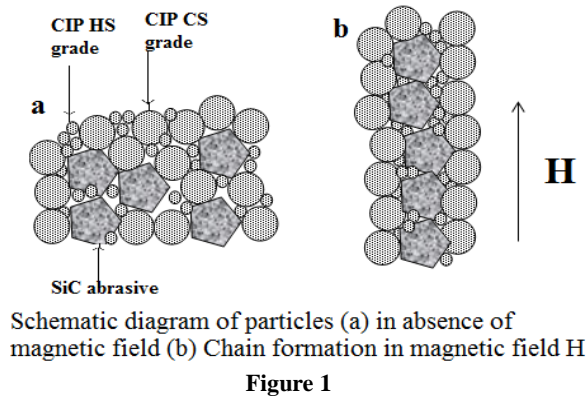 CIP HS
grade
CIP CS
grade
a
b
H
SiC abrasive
Schematic diagram of particles (a) in absence of
magnetic field (b) Chain formation in magnetic field H
Figure 1